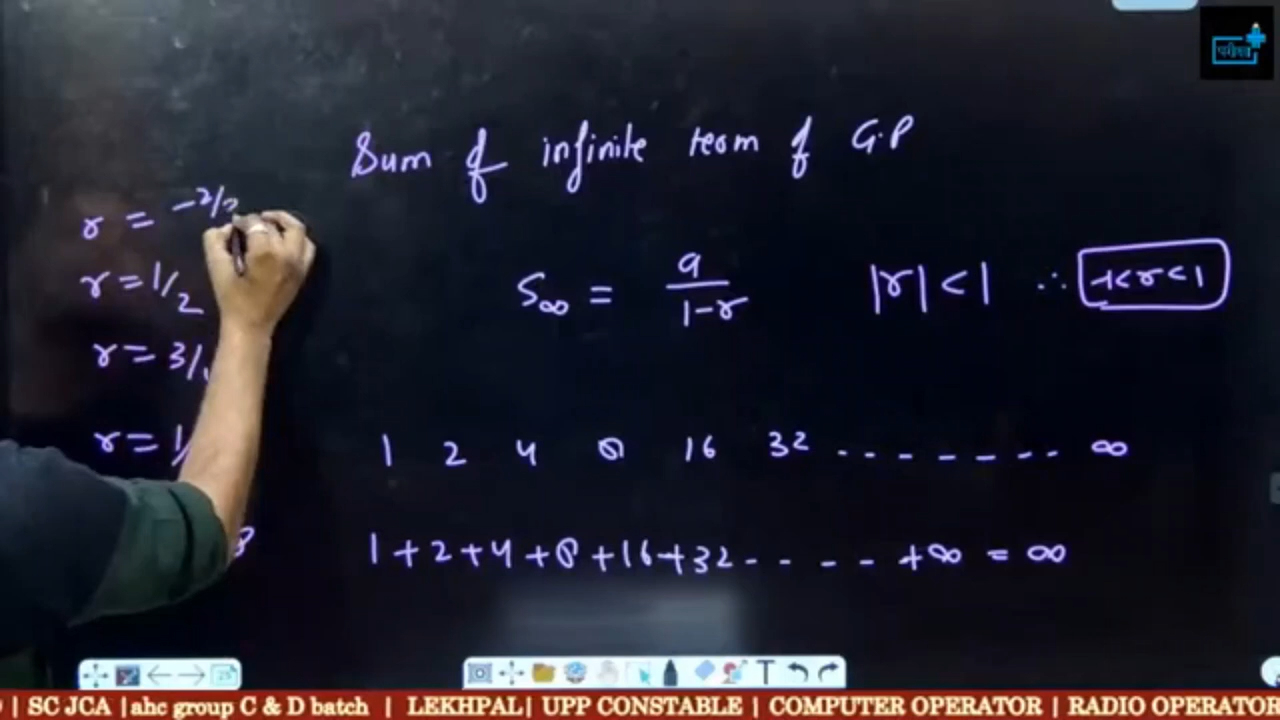 परीक्षा
Sum of infinite term of G.P
r = -2/
r = 1/2
r = 3/
r = 1/
S∞ = a/1-r |r| < 1 ∴ -1< r < 1
1 2 4 8 16 32 - - - - - - - - ∞
1 + 2 + 4 + 8 + 16 + 32 - - - - - + ∞ = ∞
T
| SC JCA |ahc group C & D batch | LEKHPAL| UPP CONSTABLE | COMPUTER OPERATOR | RADIO OPERATOR